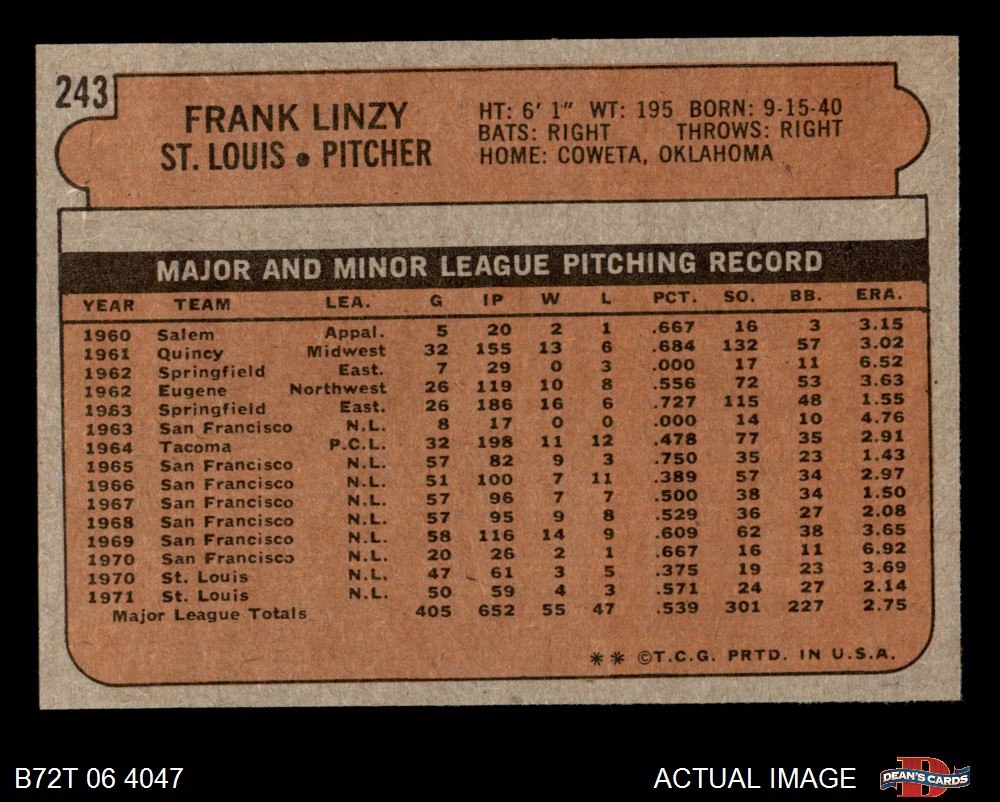 243
FRANK LINZY
ST. LOUIS • PITCHER
HT: 6' 1" WT: 195 BORN: 9-15-40
BATS: RIGHT THROWS: RIGHT
HOME: COWETA, OKLAHOMA
MAJOR AND MINOR LEAGUE PITCHING RECORD
YEAR TEAM LEA. G IP W L PCT. SO. BB. ERA.
1960 Salem Appal. 5 20 2 1 .667 16 3 3.15
1961 Quincy Midwest 32 155 13 6 .684 132 57 3.02
1962 Springfield East. 7 29 0 3 .000 17 11 6.52
1962 Eugene Northwest 26 119 10 8 .556 72 53 3.63
1963 Springfield East. 26 186 16 6 .727 115 48 1.55
1963 San Francisco N.L. 8 17 0 0 .000 14 10 4.76
1964 Tacoma P.C.L. 32 198 11 12 .478 77 35 2.91
1965 San Francisco N.L. 57 82 9 3 .750 35 23 1.43
1966 San Francisco N.L. 51 100 7 11 .389 57 34 2.97
1967 San Francisco N.L. 57 96 7 7 .500 38 34 1.50
1968 San Francisco N.L. 57 95 9 8 .529 36 27 2.08
1969 San Francisco N.L. 58 116 14 9 .609 62 38 3.65
1970 San Francisco N.L. 20 26 2 1 .667 16 11 6.92
1970 St. Louis N.L. 47 61 3 5 .375 19 23 3.69
1971 St. Louis N.L. 50 59 4 3 .571 24 27 2.14
Major League Totals 405 652 55 47 .539 301 227 2.75
** ©T.C.G. PRTD. IN U.S.A.
B72T 06 4047
ACTUAL IMAGE
DEAN'S CARDS